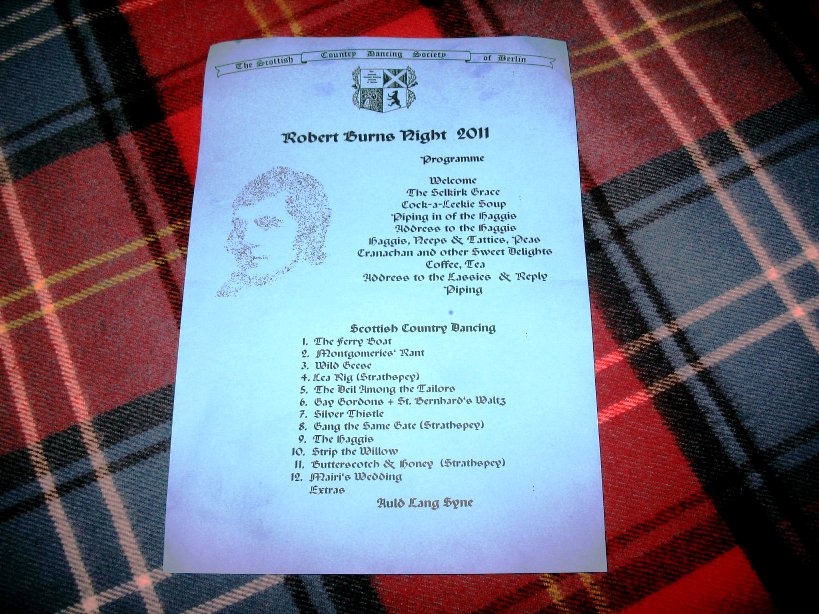 The Scottish Country Dancing Society of Berlin
Robert Burns Night 2011
Programme
Welcome
The Selkirk Grace
Cock-a-Leekie Soup
Piping in of the Haggis
Address to the Haggis
Haggis, Neeps & Tatties, Peas
Cranachan and other Sweet Delights
Coffee, Tea
Address to the Lassies & Reply
Piping
Scottish Country Dancing
1. The Ferry Boat
2. Montgomeries' Rant
3. Wild Geese
4. Lea Rig (Strathspey)
5. The Deil Among the Tailors
6. Gay Gordons + St. Bernhard's Waltz
7. Silver Thistle
8. Gang the Same Gate (Strathspey)
9. The Haggis
10. Strip the Willow
11. Butterscotch & Honey (Strathspey)
12. Mairi's Wedding
Extras
Auld Lang Syne